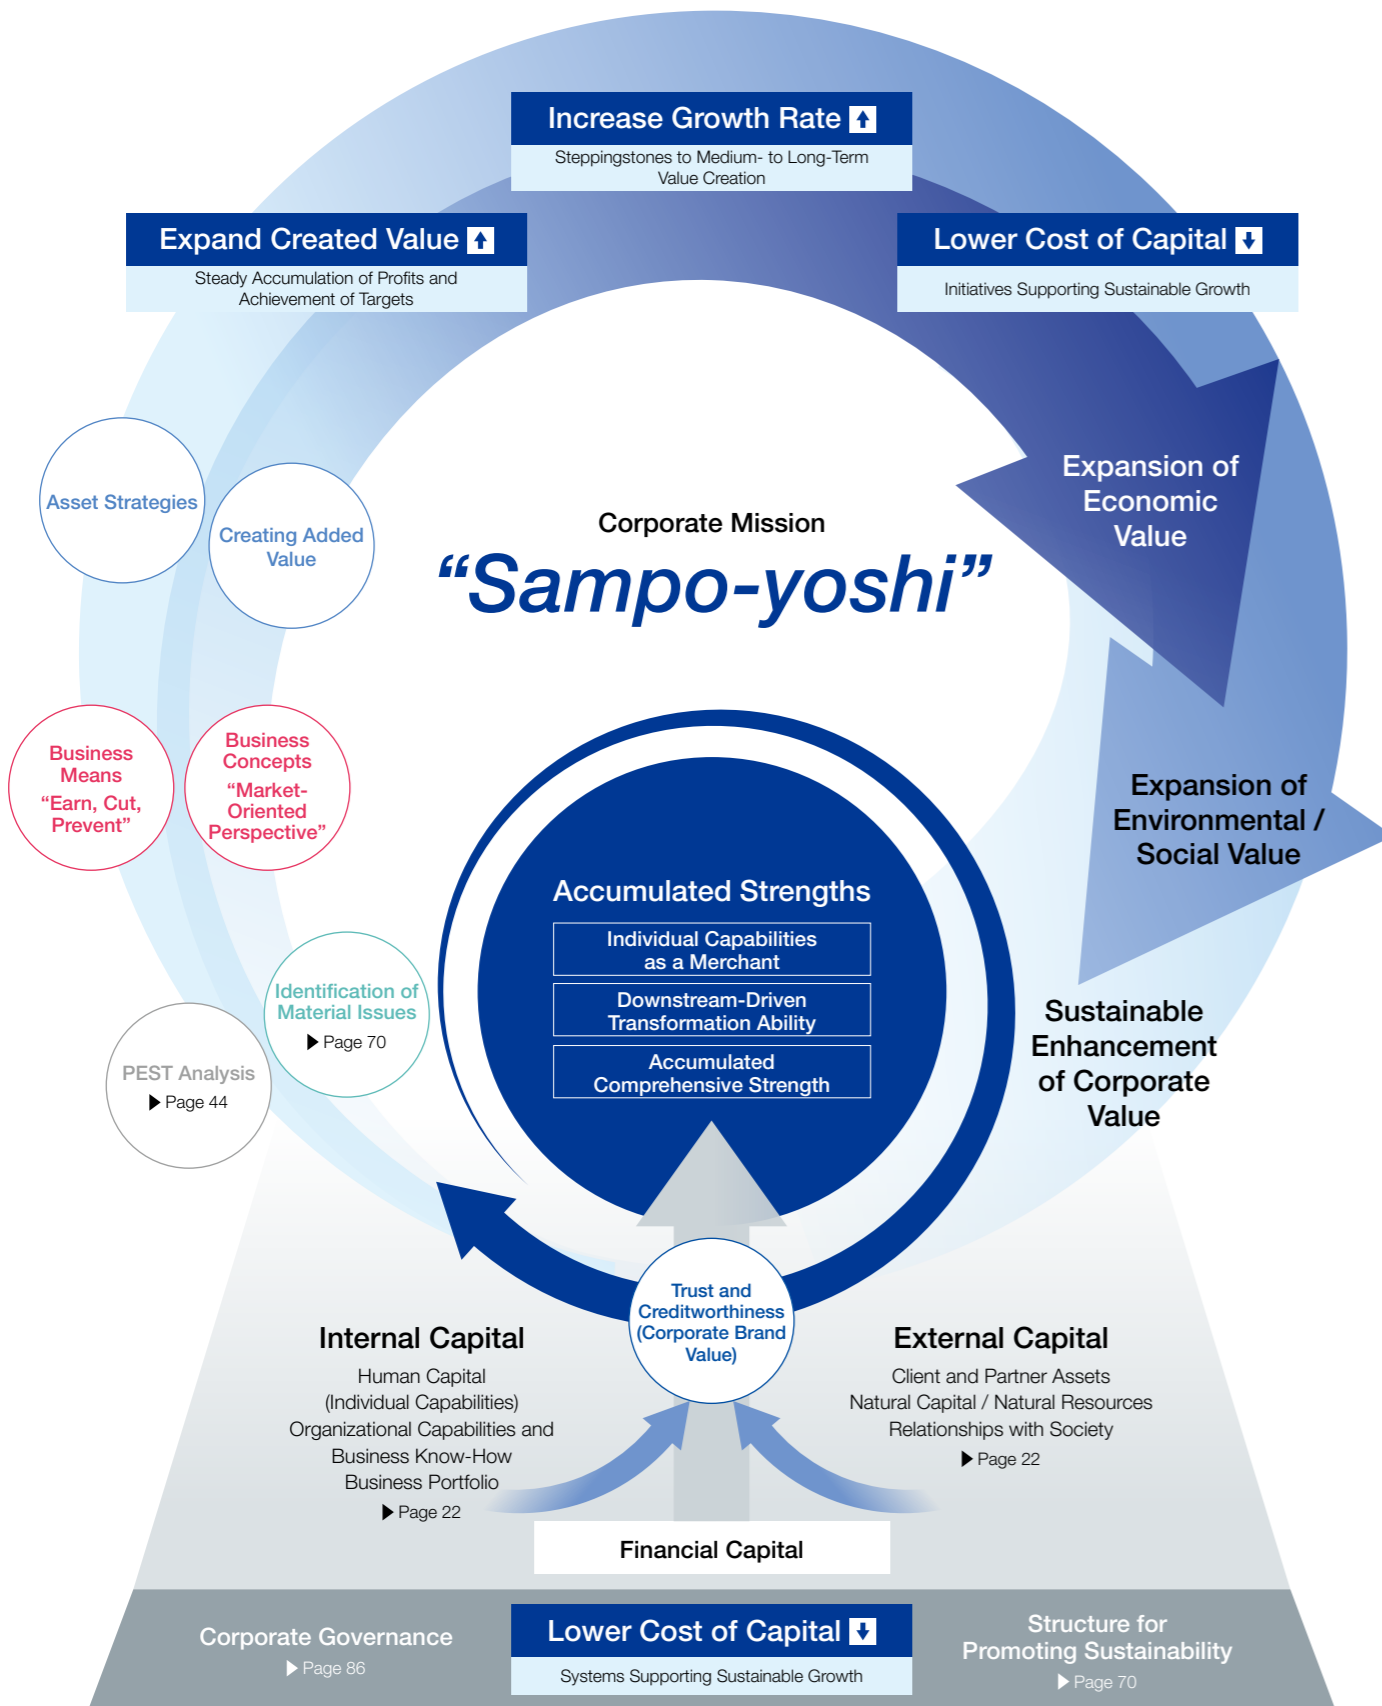 Increase Growth Rate
Steppingstones to Medium- to Long-Term
Value Creation
Expand Created Value
Steady Accumulation of Profits and
Achievement of Targets
Lower Cost of Capital
Initiatives Supporting Sustainable Growth
Expansion of
Economic
Value
Asset Strategies
Creating Added
Value
Corporate Mission
“Sampo-yoshi”
Business
Means
“Earn, Cut,
Prevent”
Business
Concepts
“Market-
Oriented
Perspective”
Expansion of
Environmental /
Social Value
Accumulated Strengths
Individual Capabilities
as a Merchant
Downstream-Driven
Transformation Ability
Accumulated
Comprehensive Strength
Identification of
Material Issues
▶ Page 70
PEST Analysis
▶ Page 44
Sustainable
Enhancement
of Corporate
Value
Trust and
Creditworthiness
(Corporate Brand
Value)
Internal Capital
Human Capital
(Individual Capabilities)
Organizational Capabilities and
Business Know-How
Business Portfolio
▶ Page 22
External Capital
Client and Partner Assets
Natural Capital / Natural Resources
Relationships with Society
▶ Page 22
Financial Capital
Corporate Governance
▶ Page 86
Lower Cost of Capital
Systems Supporting Sustainable Growth
Structure for
Promoting Sustainability
▶ Page 70